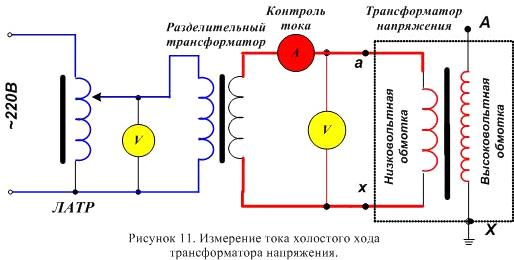 Разделительный
трансформатор
Контроль
тока
Трансформатор
напряжения
A
A
a
~220В
V
V
Низковольтная
обмотка
Высоковольтная
обмотка
x
X
ЛАТР
Рисунок 11. Измерение тока холостого хода
трансформатора напряжения.